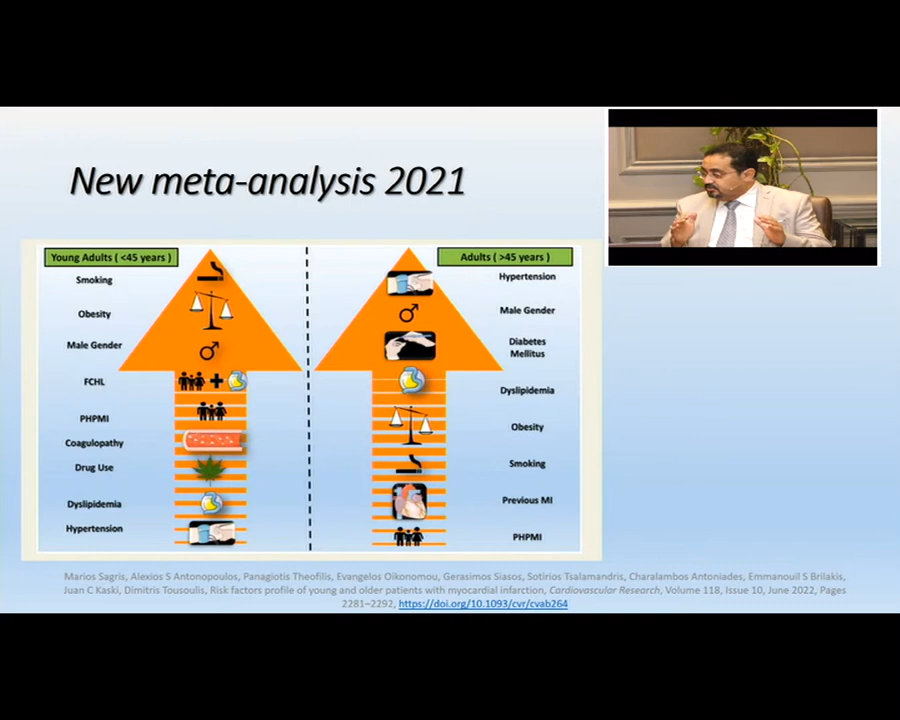 New meta-analysis 2021
Young Adults ( <45 years )
Smoking
Obesity
Male Gender
FCHL
PHPMI
Coagulopathy
Drug Use
Dyslipidemia
Hypertension
Adults ( >45 years )
Hypertension
Male Gender
Diabetes
Mellitus
Dyslipidemia
Obesity
Smoking
Previous MI
PHPMI
Marios Sagris, Alexios S Antonopoulos, Panagiotis Theofilis, Evangelos Oikonomou, Gerasimos Siasos, Sotirios Tsalamandris, Charalambos Antoniades, Emmanouil S Brilakis,
Juan C Kaski, Dimitris Tousoulis, Risk factors profile of young and older patients with myocardial infarction, Cardiovascular Research, Volume 118, Issue 10, June 2022, Pages
2281–2292, https://doi.org/10.1093/cvr/cvab264